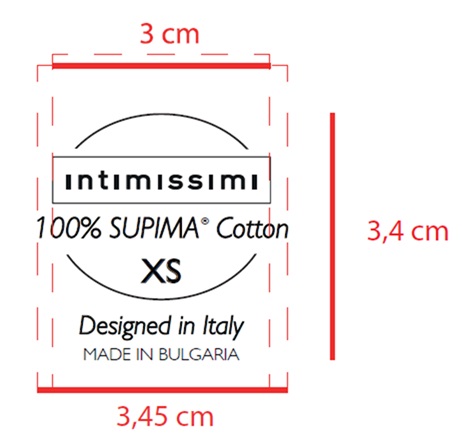 3 cm
intimissimi
100% SUPIMA® Cotton
XS
3,4 cm
Designed in Italy
MADE IN BULGARIA
3,45 cm